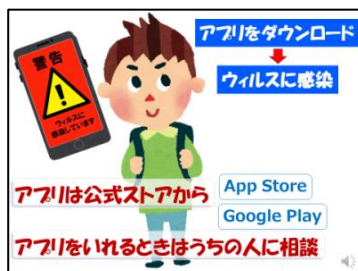 アプリをダウンロード
ウィルスに感染
警告
ウィルスに
感染しています
アプリは公式ストアから
App Store
Google Play
アプリをいれるときはうちの人に相談